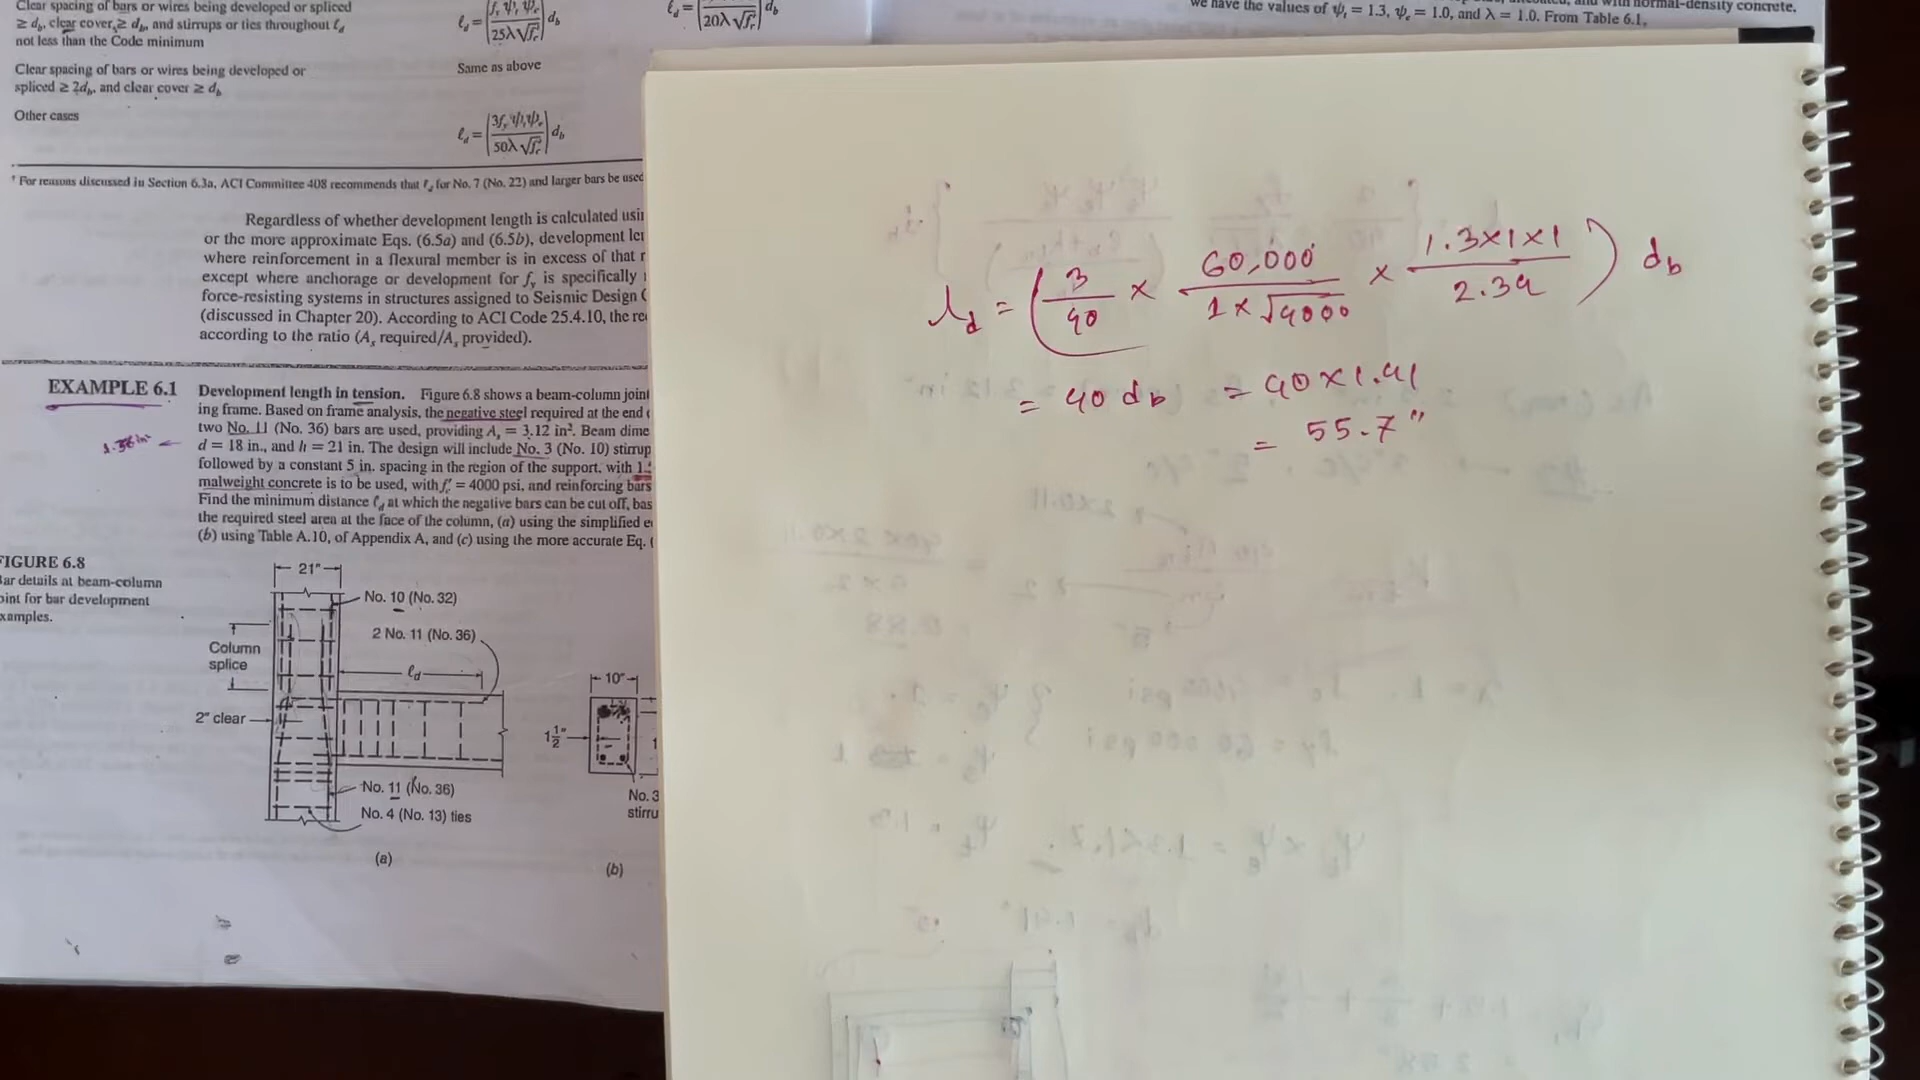 Clear spacing of bars or wires being developed or spliced
≥ d_b, clear cover ≥ d_b, and stirrups or ties throughout ℓ_d
not less than the Code minimum
ℓ_d = (f_y ψ_t ψ_e / 25λ√f_c′) d_b
ℓ_d = ( / 20λ√f_c′) d_b
we have the values of ψ_t = 1.3, ψ_e = 1.0, and λ = 1.0. From Table 6.1,
Clear spacing of bars or wires being developed or
spliced ≥ 2d_b, and clear cover ≥ d_b
Same as above
Other cases
ℓ_d = (3f_y ψ_t ψ_e / 50λ√f_c′) d_b
For reasons discussed in Section 6.3a, ACI Committee 408 recommends that ℓ_d for No. 7 (No. 22) and larger bars be used
Regardless of whether development length is calculated
or the more approximate Eqs. (6.5a) and (6.5b), development
where reinforcement in a flexural member is in excess of that
except where anchorage or development for f_y is specifically
force-resisting systems in structures assigned to Seismic Design
(discussed in Chapter 20). According to ACI Code 25.4.10, the
according to the ratio (A_s required/A_s provided).
EXAMPLE 6.1
Development length in tension. Figure 6.8 shows a beam-column
ing frame. Based on frame analysis, the negative steel required at the end
two No. 11 (No. 36) bars are used, providing A_s = 3.12 in². Beam
d = 18 in., and h = 21 in. The design will include No. 3 (No. 10)
followed by a constant 5 in. spacing in the region of the support, with
malweight concrete is to be used, with f_c′ = 4000 psi, and reinforcing bars
Find the minimum distance ℓ_d at which the negative bars can be cut off,
the required steel area at the face of the column, (a) using the simplified
(b) using Table A.10, of Appendix A, and (c) using the more accurate Eq. (
FIGURE 6.8
Bar details at beam-column
joint for bar development
examples.
21"
No. 10 (No. 32)
2 No. 11 (No. 36)
Column
splice
ℓ_d
2" clear
No. 11 (No. 36)
No. 4 (No. 13) ties
(a)
10"
1½"
No. 3
(b)
l_d = (3/40 × 60,000/(1×√4000) × (1.3×1×1)/2.34) d_b
= 40 d_b = 40×1.41
= 55.7"